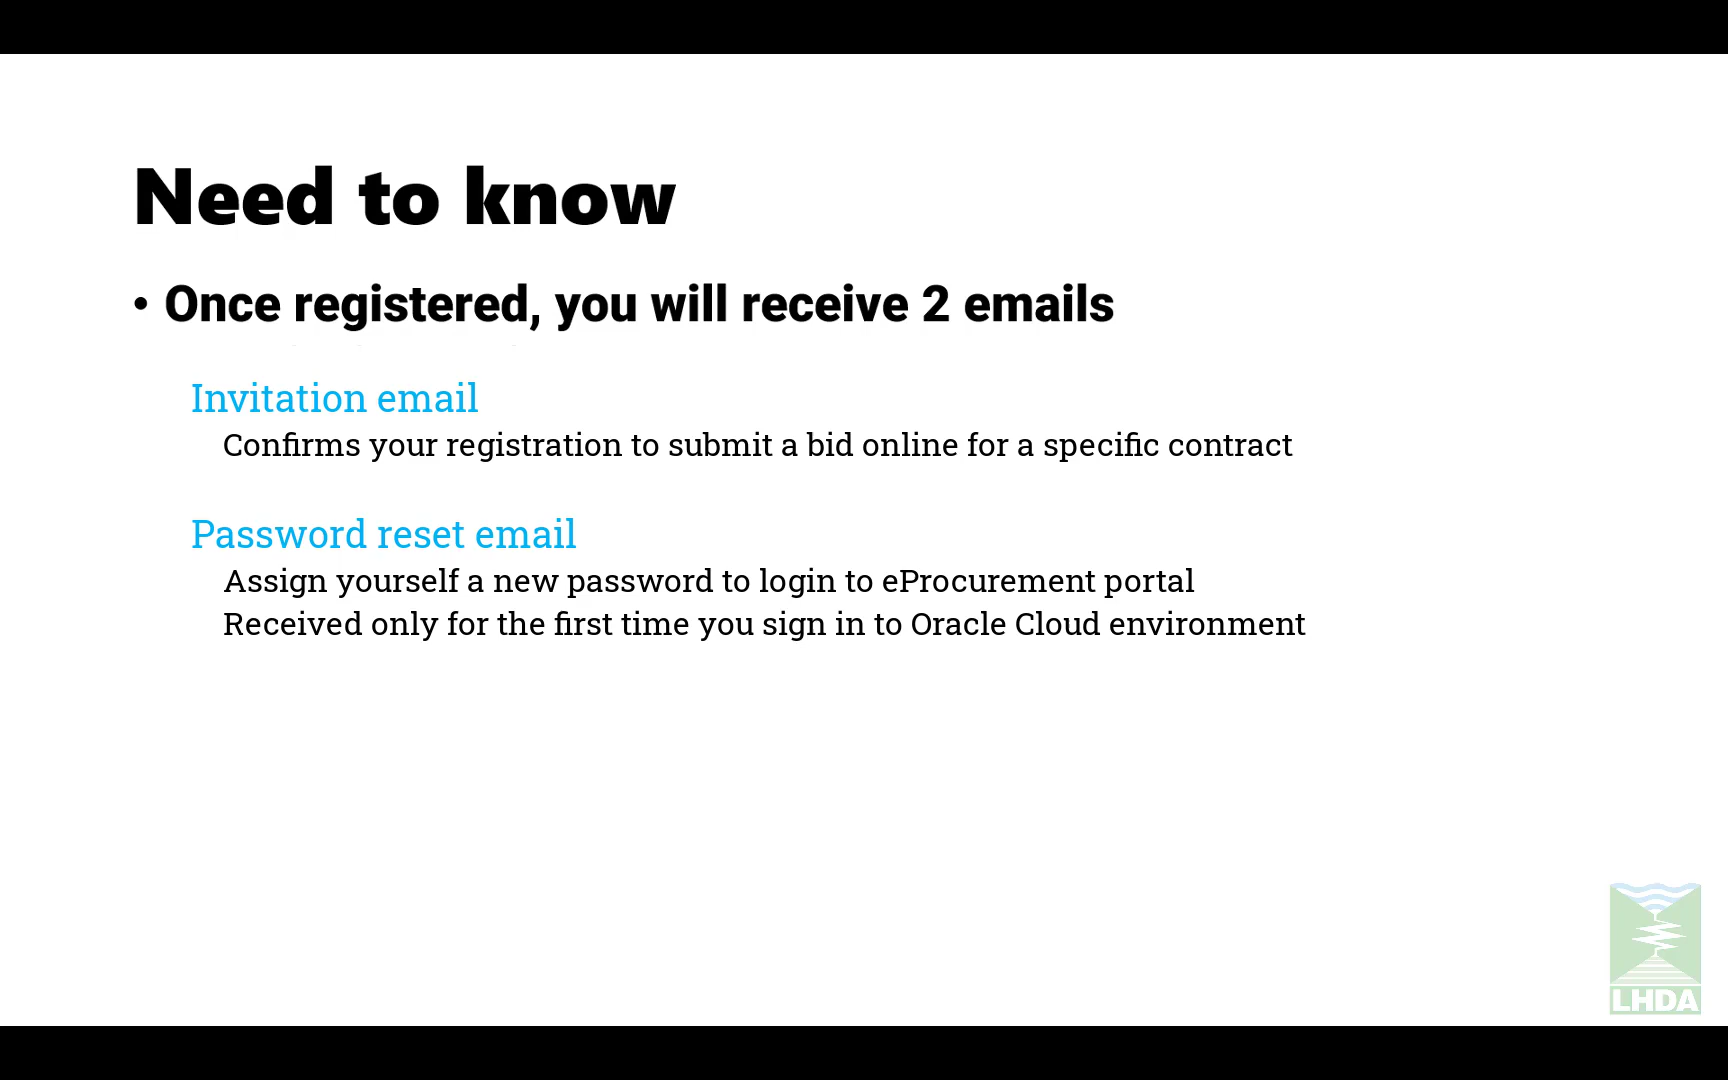 Need to know
• Once registered, you will receive 2 emails
Invitation email
Confirms your registration to submit a bid online for a specific contract
Password reset email
Assign yourself a new password to login to eProcurement portal
Received only for the first time you sign in to Oracle Cloud environment
LHDA